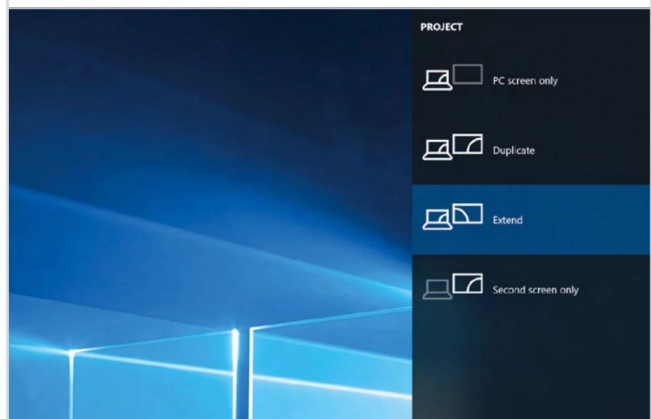 PROJECT
PC screen only
Duplicate
Extend
Second screen only